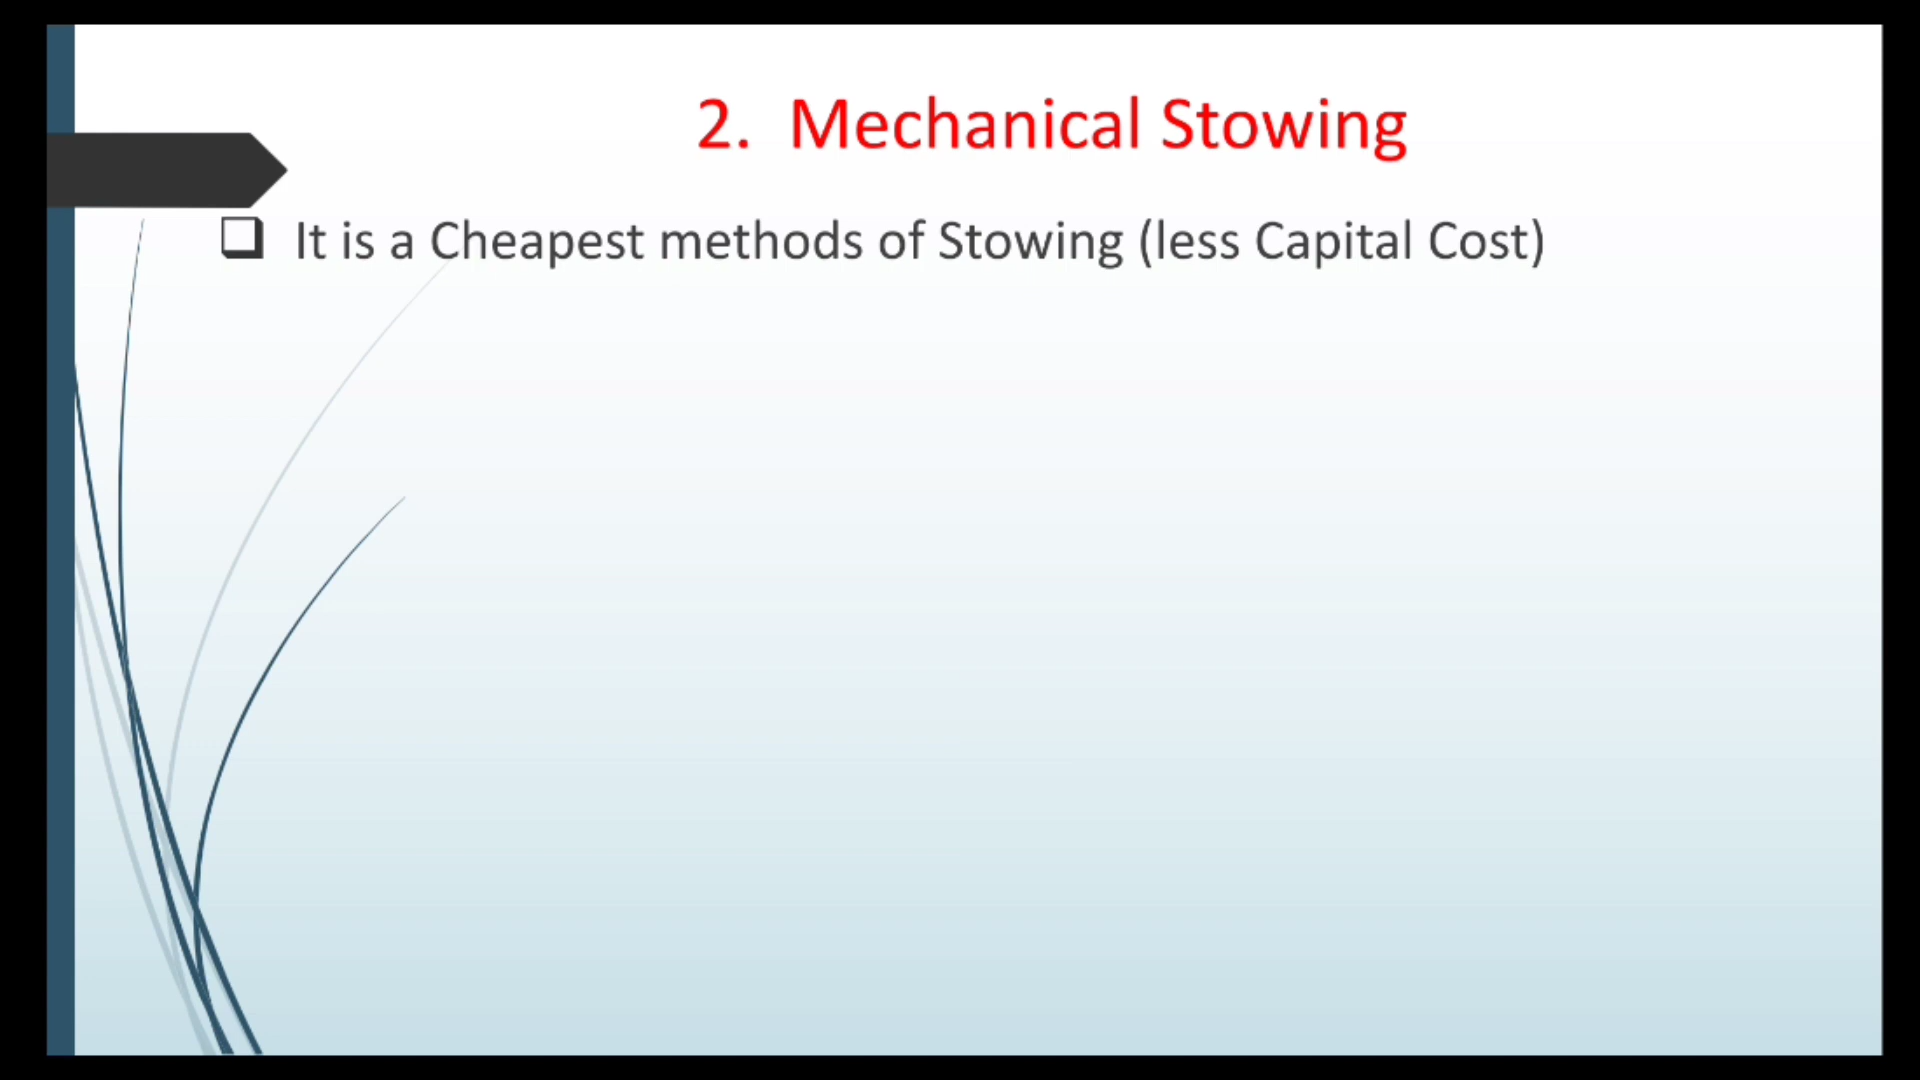 2. Mechanical Stowing
It is a Cheapest methods of Stowing (less Capital Cost)